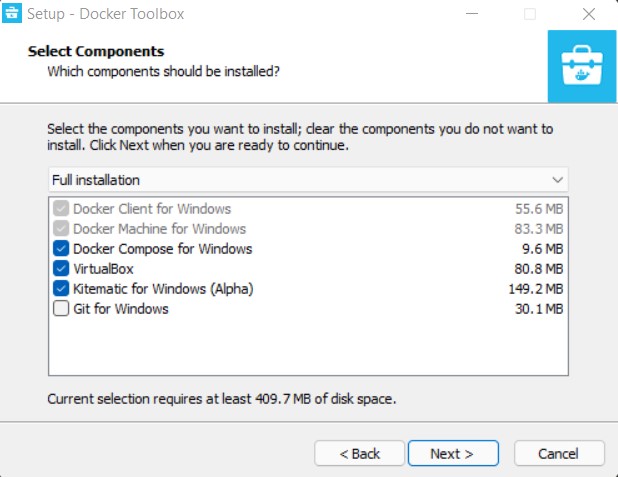 Setup - Docker Toolbox
Select Components
Which components should be installed?
Select the components you want to install; clear the components you do not want to
install. Click Next when you are ready to continue.
Full installation
Docker Client for Windows 55.6 MB
Docker Machine for Windows 83.3 MB
Docker Compose for Windows 9.6 MB
VirtualBox 80.8 MB
Kitematic for Windows (Alpha) 149.2 MB
Git for Windows 30.1 MB
Current selection requires at least 409.7 MB of disk space.
< Back Next > Cancel